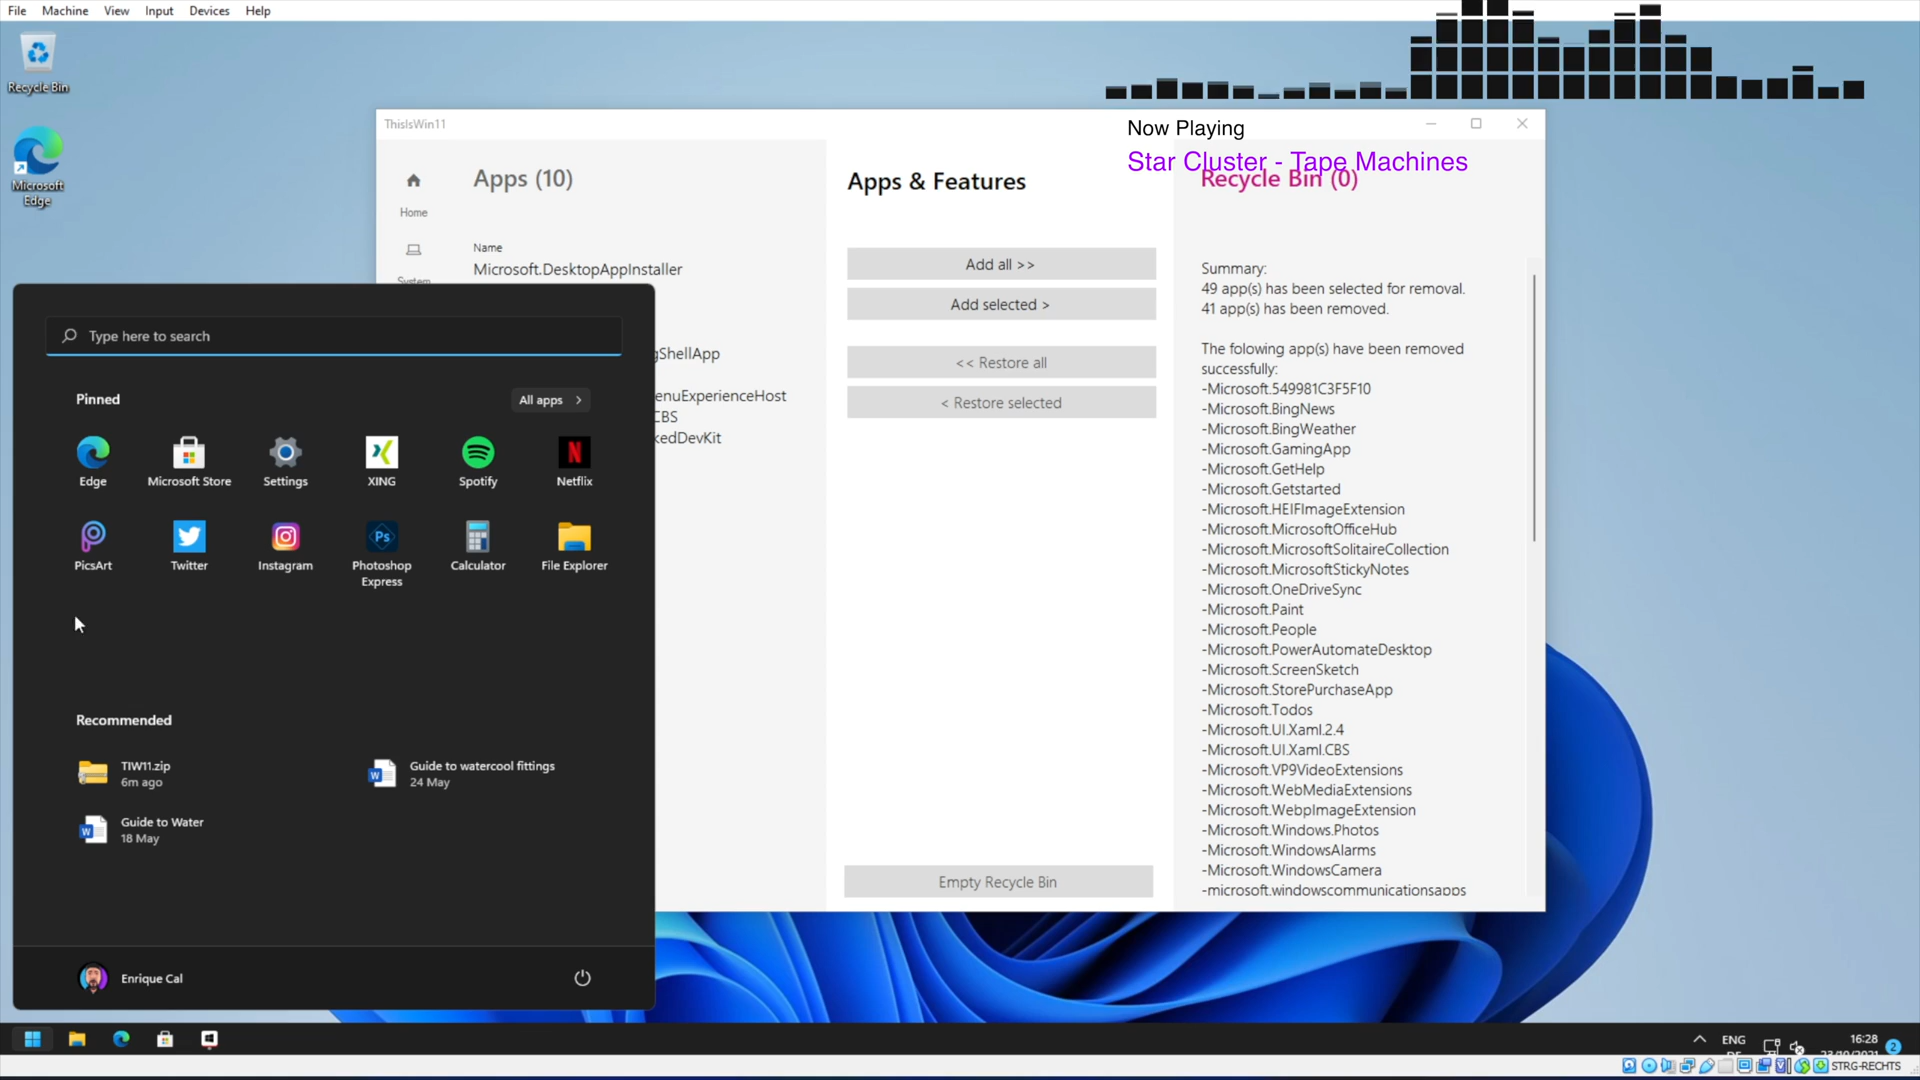 File Machine View Input Devices Help
Recycle Bin
Microsoft
Edge
ThisIsWin11
Now Playing
Star Cluster - Tape Machines
Home
Apps (10)
Name
Microsoft.DesktopAppInstaller
gShellApp
enuExperienceHost
CBS
kedDevKit
Apps & Features
Add all >>
Add selected >
<< Restore all
< Restore selected
Empty Recycle Bin
Recycle Bin (0)
Summary:
49 app(s) has been selected for removal.
41 app(s) has been removed.
The folowing app(s) have been removed
successfully:
-Microsoft.549981C3F5F10
-Microsoft.BingNews
-Microsoft.BingWeather
-Microsoft.GamingApp
-Microsoft.GetHelp
-Microsoft.Getstarted
-Microsoft.HEIFImageExtension
-Microsoft.MicrosoftOfficeHub
-Microsoft.MicrosoftSolitaireCollection
-Microsoft.MicrosoftStickyNotes
-Microsoft.OneDriveSync
-Microsoft.Paint
-Microsoft.People
-Microsoft.PowerAutomateDesktop
-Microsoft.ScreenSketch
-Microsoft.StorePurchaseApp
-Microsoft.Todos
-Microsoft.UI.Xaml.2.4
-Microsoft.UI.Xaml.CBS
-Microsoft.VP9VideoExtensions
-Microsoft.WebMediaExtensions
-Microsoft.WebpImageExtension
-Microsoft.Windows.Photos
-Microsoft.WindowsAlarms
-Microsoft.WindowsCamera
-microsoft.windowscommunicationsapps
Type here to search
Pinned
All apps >
Edge
Microsoft Store
Settings
XING
Spotify
Netflix
PicsArt
Twitter
Instagram
Photoshop
Express
Calculator
File Explorer
Recommended
TIW11.zip
6m ago
Guide to watercool fittings
24 May
Guide to Water
18 May
Enrique Cal
ENG
16:28
2
STRG-RECHTS